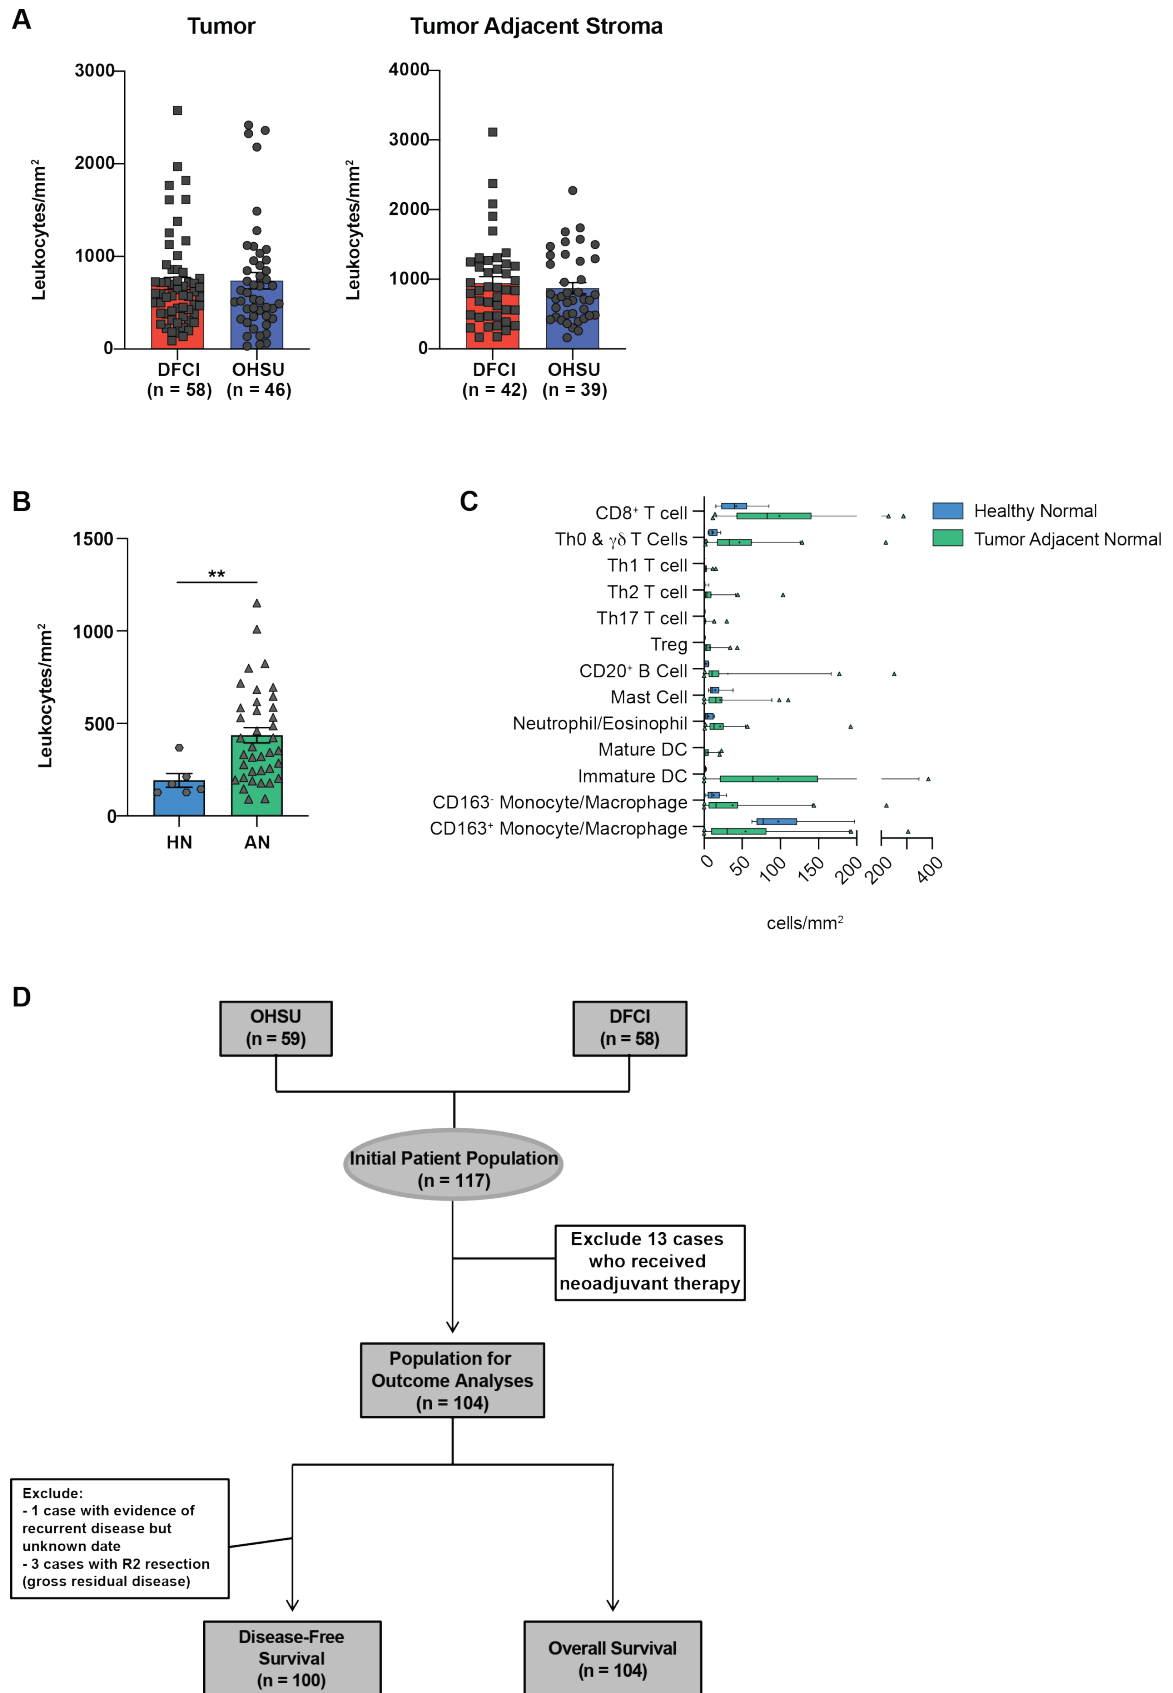 A
Tumor
Tumor Adjacent Stroma
3000
2000
1000
0
Leukocytes/mm²
DFCI
(n = 58)
OHSU
(n = 46)
4000
3000
2000
1000
0
Leukocytes/mm²
DFCI
(n = 42)
OHSU
(n = 39)
B
1500
1000
500
0
Leukocytes/mm²
**
HN
AN
C
CD8⁺ T cell
Th0 & γδ T Cells
Th1 T cell
Th2 T cell
Th17 T cell
Treg
CD20⁺ B Cell
Mast Cell
Neutrophil/Eosinophil
Mature DC
Immature DC
CD163⁻ Monocyte/Macrophage
CD163⁺ Monocyte/Macrophage
0
50
100
150
200
200
400
cells/mm²
Healthy Normal
Tumor Adjacent Normal
D
OHSU
(n = 59)
DFCI
(n = 58)
Initial Patient Population
(n = 117)
Exclude 13 cases
who received
neoadjuvant therapy
Population for
Outcome Analyses
(n = 104)
Exclude:
- 1 case with evidence of
recurrent disease but
unknown date
- 3 cases with R2 resection
(gross residual disease)
Disease-Free
Survival
(n = 100)
Overall Survival
(n = 104)